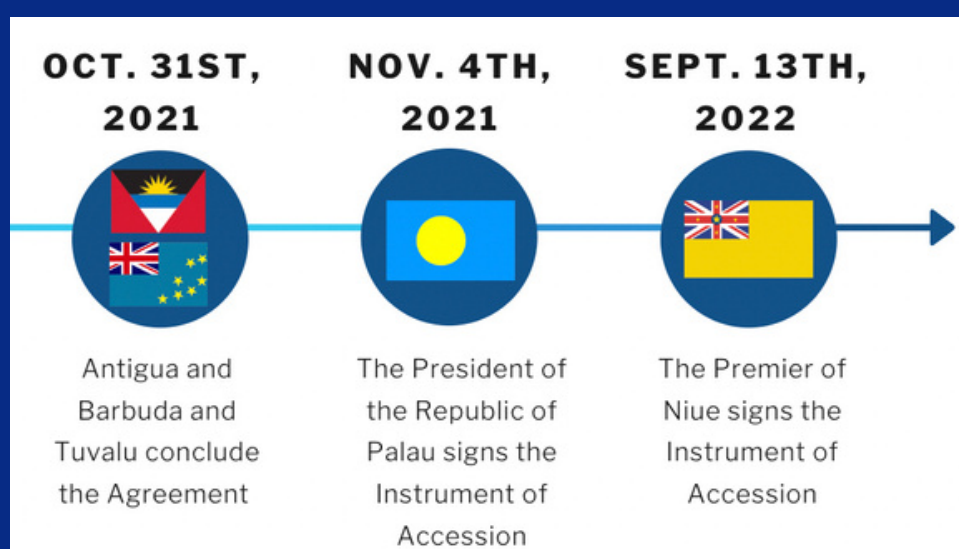 OCT. 31ST,
2021
Antigua and
Barbuda and
Tuvalu conclude
the Agreement
NOV. 4TH,
2021
The President of
the Republic of
Palau signs the
Instrument of
Accession
SEPT. 13TH,
2022
The Premier of
Niue signs the
Instrument of
Accession